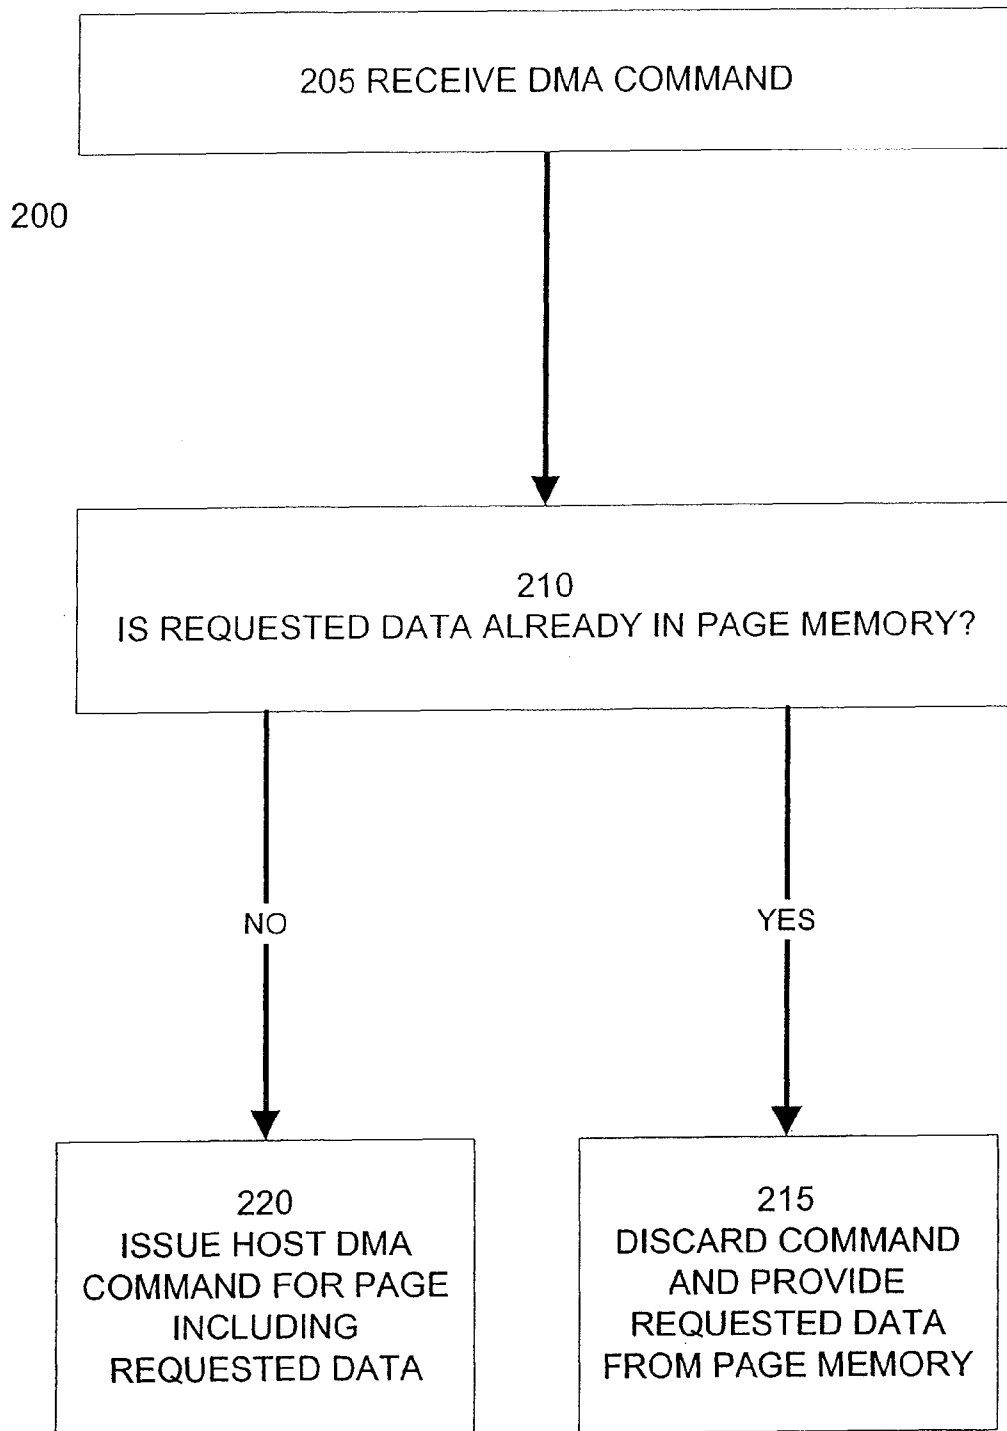 205 RECEIVE DMA COMMAND
200
210
IS REQUESTED DATA ALREADY IN PAGE MEMORY?
NO
YES
220
ISSUE HOST DMA
COMMAND FOR PAGE
INCLUDING
REQUESTED DATA
215
DISCARD COMMAND
AND PROVIDE
REQUESTED DATA
FROM PAGE MEMORY